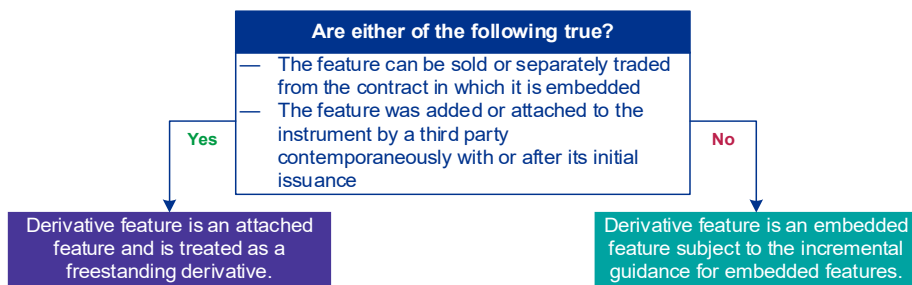 Are either of the following true?
— The feature can be sold or separately traded
from the contract in which it is embedded
— The feature was added or attached to the
instrument by a third party
contemporaneously with or after its initial
issuance
Yes
No
Derivative feature is an attached
feature and is treated as a
freestanding derivative.
Derivative feature is an embedded
feature subject to the incremental
guidance for embedded features.